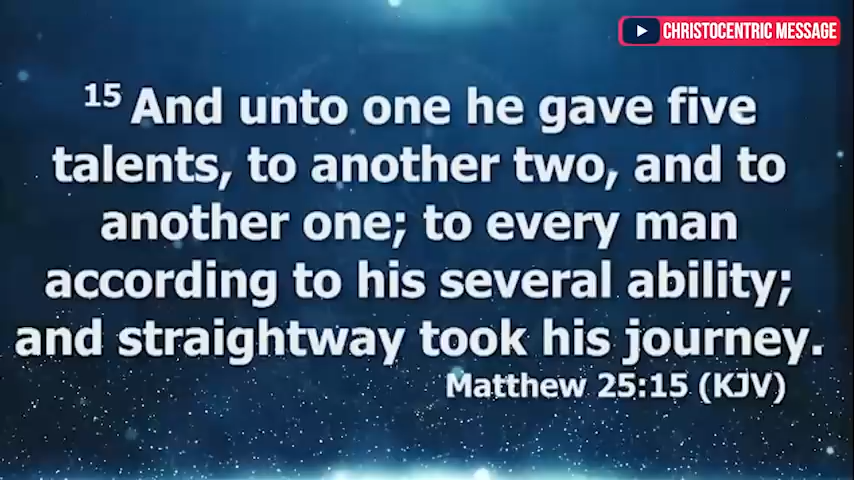 CHRISTOCENTRIC MESSAGE
15 And unto one he gave five
talents, to another two, and to
another one; to every man
according to his several ability;
and straightway took his journey.
Matthew 25:15 (KJV)